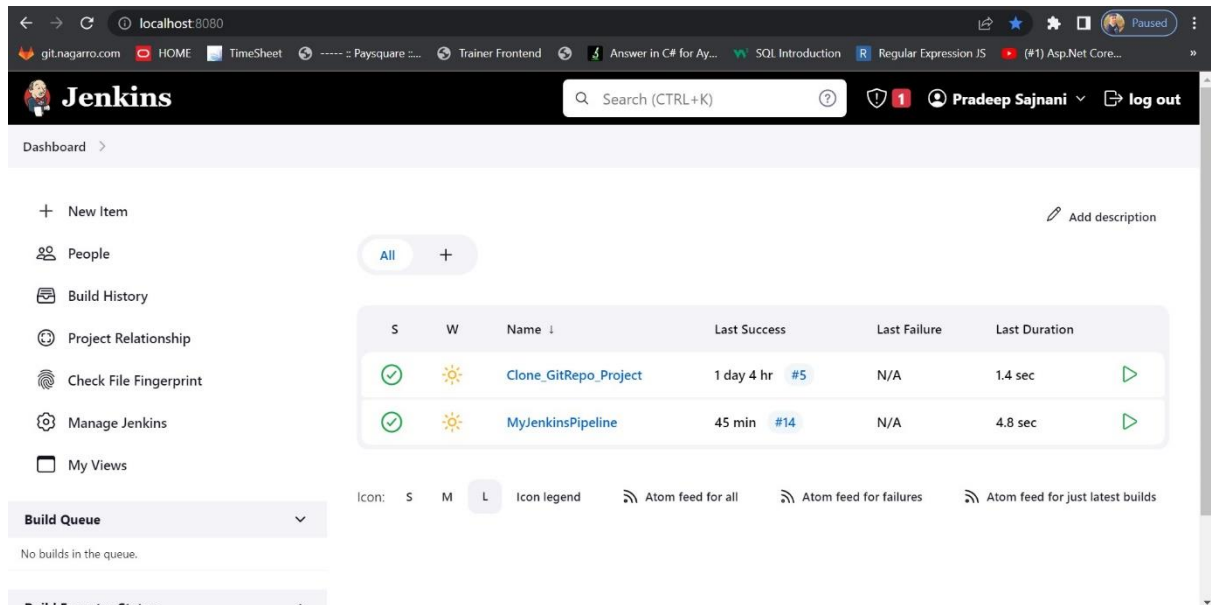 localhost:8080
Paused
git.nagarro.com HOME TimeSheet ----- :: Paysquare ::... Trainer Frontend Answer in C# for Ay... SQL Introduction R Regular Expression JS (#1) Asp.Net Core... »
Jenkins
Search (CTRL+K)
?
1
Pradeep Sajnani
log out
Dashboard >
+ New Item
People
Build History
Project Relationship
Check File Fingerprint
Manage Jenkins
My Views
Build Queue
No builds in the queue.
Add description
All +
S W Name ↓ Last Success Last Failure Last Duration
Clone_GitRepo_Project 1 day 4 hr #5 N/A 1.4 sec
MyJenkinsPipeline 45 min #14 N/A 4.8 sec
Icon: S M L Icon legend Atom feed for all Atom feed for failures Atom feed for just latest builds